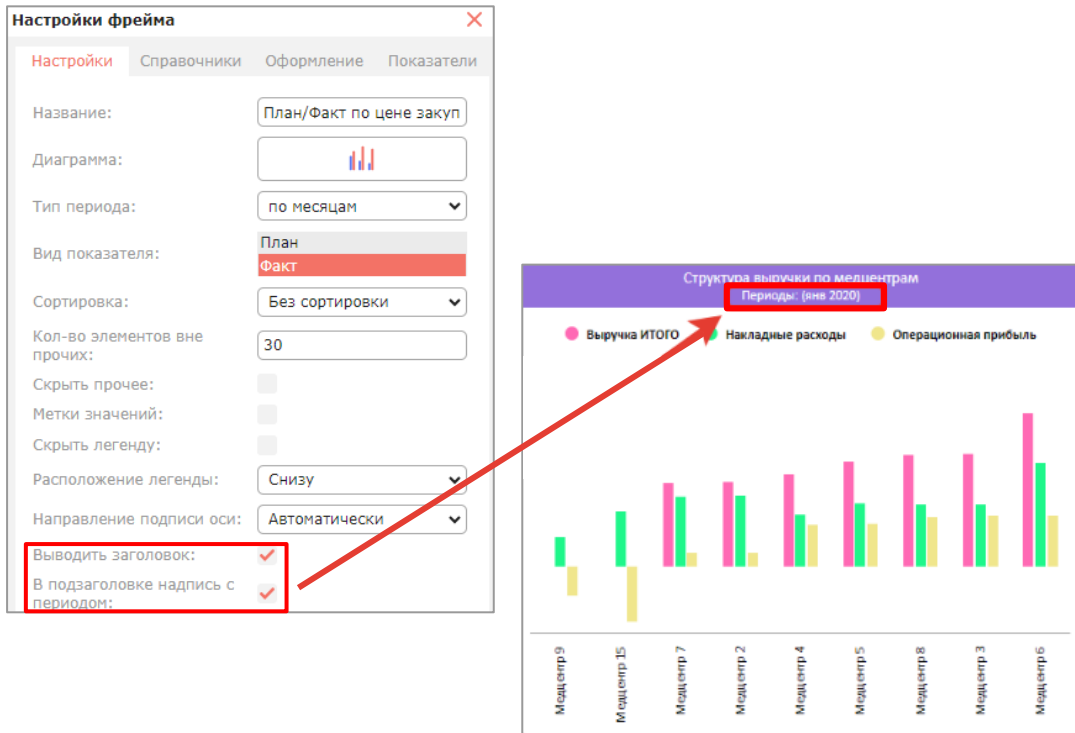 Настройки фрейма
Настройки Справочники Оформление Показатели
Название: План/Факт по цене закуп
Диаграмма:
Тип периода: по месяцам
Вид показателя: План
Факт
Сортировка: Без сортировки
Кол-во элементов вне
прочих: 30
Скрыть прочее:
Метки значений:
Скрыть легенду:
Расположение легенды: Снизу
Направление подписи оси: Автоматически
Выводить заголовок:
В подзаголовке надпись с
периодом:
Структура выручки по медцентрам
Периоды: (янв 2020)
Выручка ИТОГО Накладные расходы Операционная прибыль
Медцентр 9
Медцентр 15
Медцентр 7
Медцентр 2
Медцентр 4
Медцентр 5
Медцентр 8
Медцентр 3
Медцентр 6